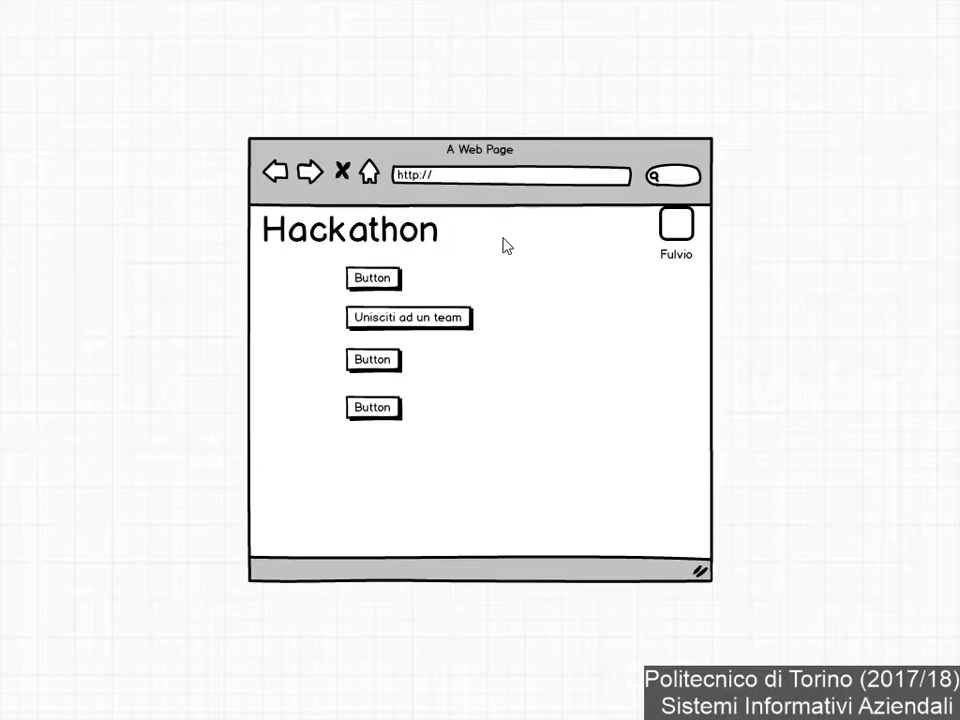 A Web Page
http://
Hackathon
Fulvio
Button
Unisciti ad un team
Button
Button
Politecnico di Torino (2017/18)
Sistemi Informativi Aziendali